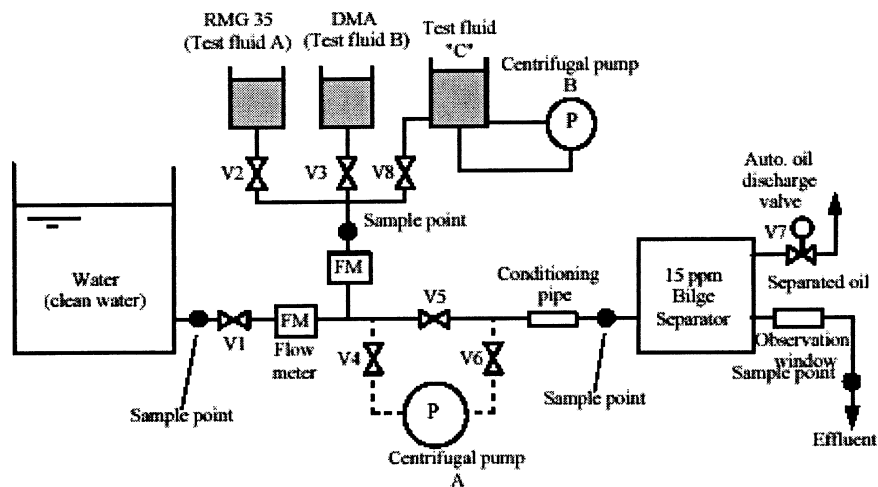 RMG 35
(Test fluid A)
DMA
(Test fluid B)
Test fluid
"C"
Centrifugal pump
B
P
V2
V3
V8
Sample point
Auto. oil
discharge
valve
V7
Water
(clean water)
FM
Conditioning
pipe
15 ppm
Bilge
Separator
Separated oil
V5
FM
V1
Flow
meter
V4
V6
Observation
window
Sample point
Sample point
P
Sample point
Centrifugal pump
A
Effluent